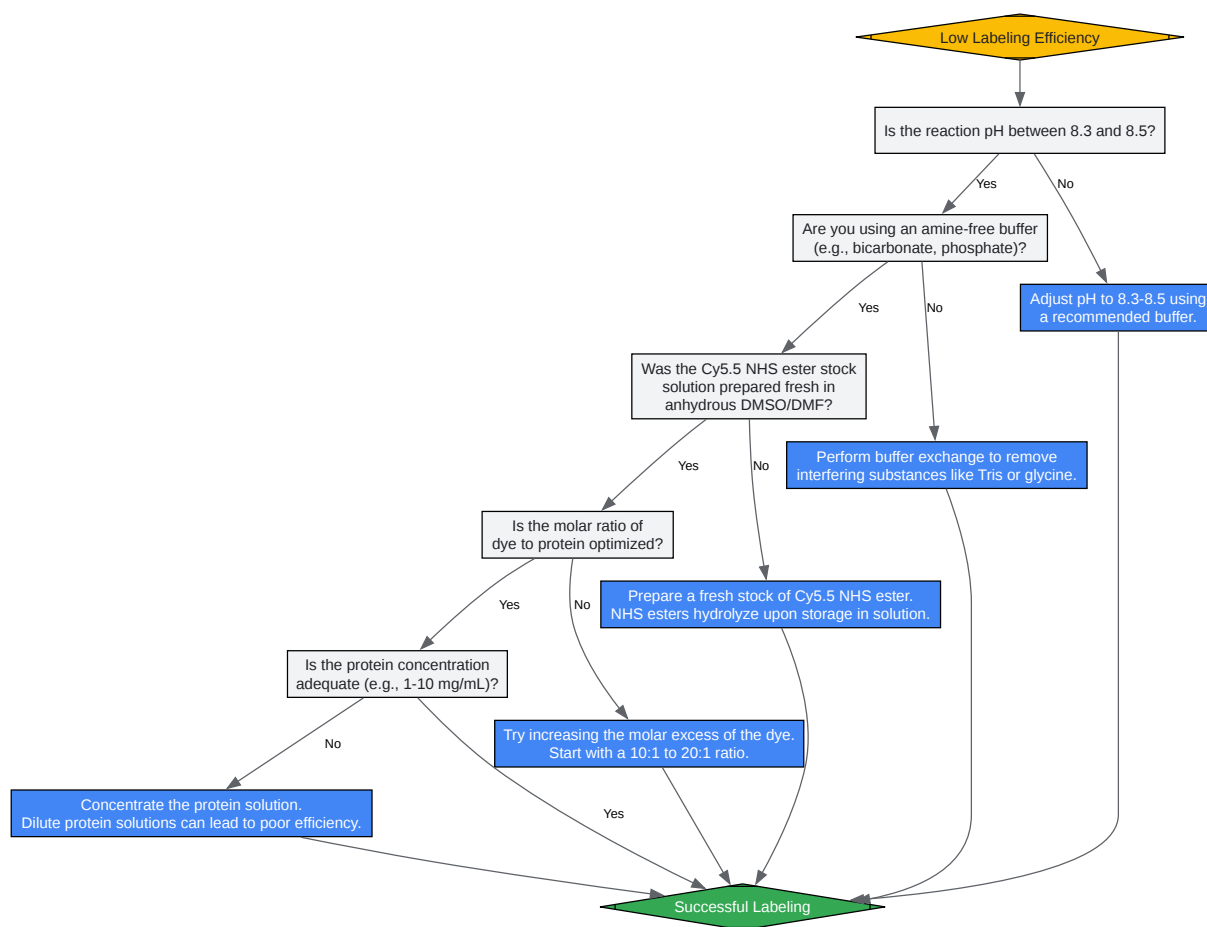 Low Labeling Efficiency
Is the reaction pH between 8.3 and 8.5?
Yes
No
Are you using an amine-free buffer
(e.g., bicarbonate, phosphate)?
Adjust pH to 8.3-8.5 using
a recommended buffer.
Yes
No
Was the Cy5.5 NHS ester stock
solution prepared fresh in
anhydrous DMSO/DMF?
Perform buffer exchange to remove
interfering substances like Tris or glycine.
Yes
No
Is the molar ratio of
dye to protein optimized?
Prepare a fresh stock of Cy5.5 NHS ester.
NHS esters hydrolyze upon storage in solution.
Yes
No
Is the protein concentration
adequate (e.g., 1-10 mg/mL)?
Try increasing the molar excess of the dye.
Start with a 10:1 to 20:1 ratio.
No
Yes
Concentrate the protein solution.
Dilute protein solutions can lead to poor efficiency.
Successful Labeling